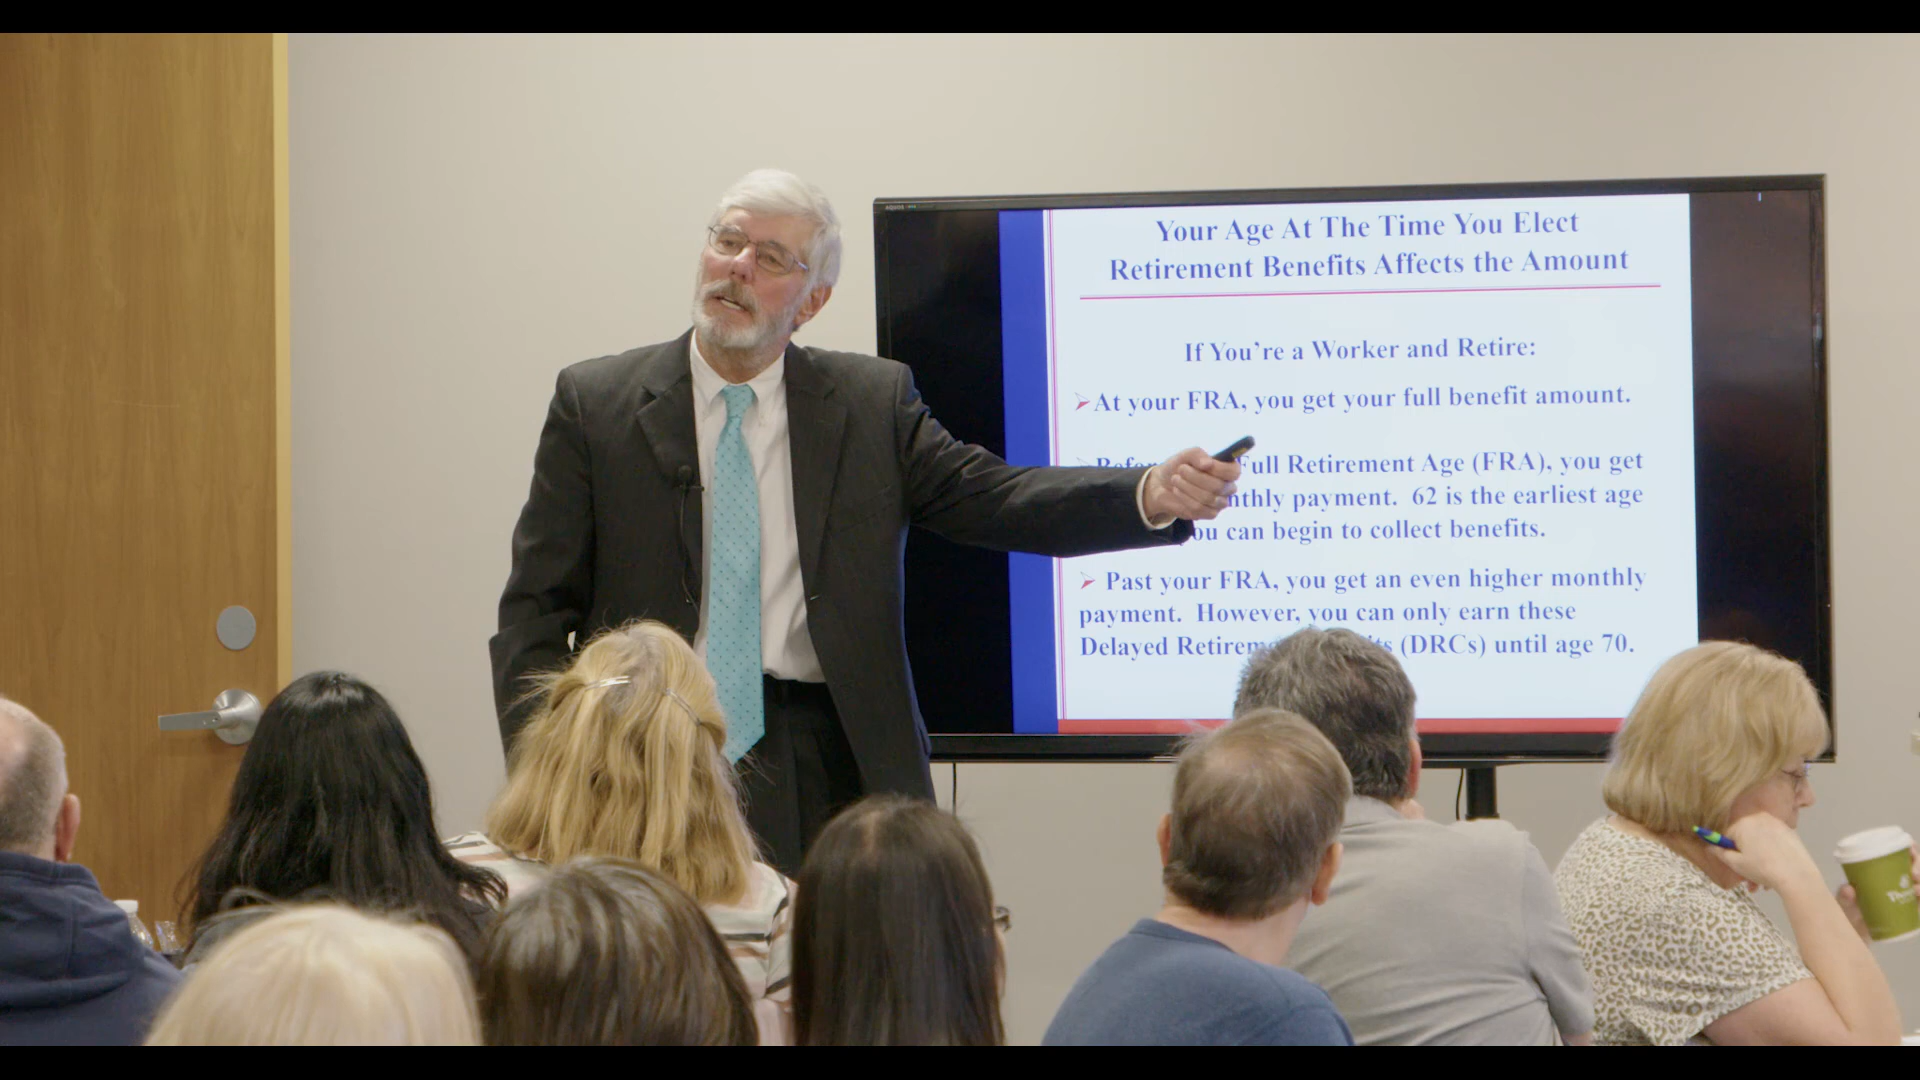 Your Age At The Time You Elect
Retirement Benefits Affects the Amount
If You're a Worker and Retire:
At your FRA, you get your full benefit amount.
Full Retirement Age (FRA), you get
payment. 62 is the earliest age
can begin to collect benefits.
Past your FRA, you get an even higher monthly
payment. However, you can only earn these
Delayed (DRCs) until age 70.